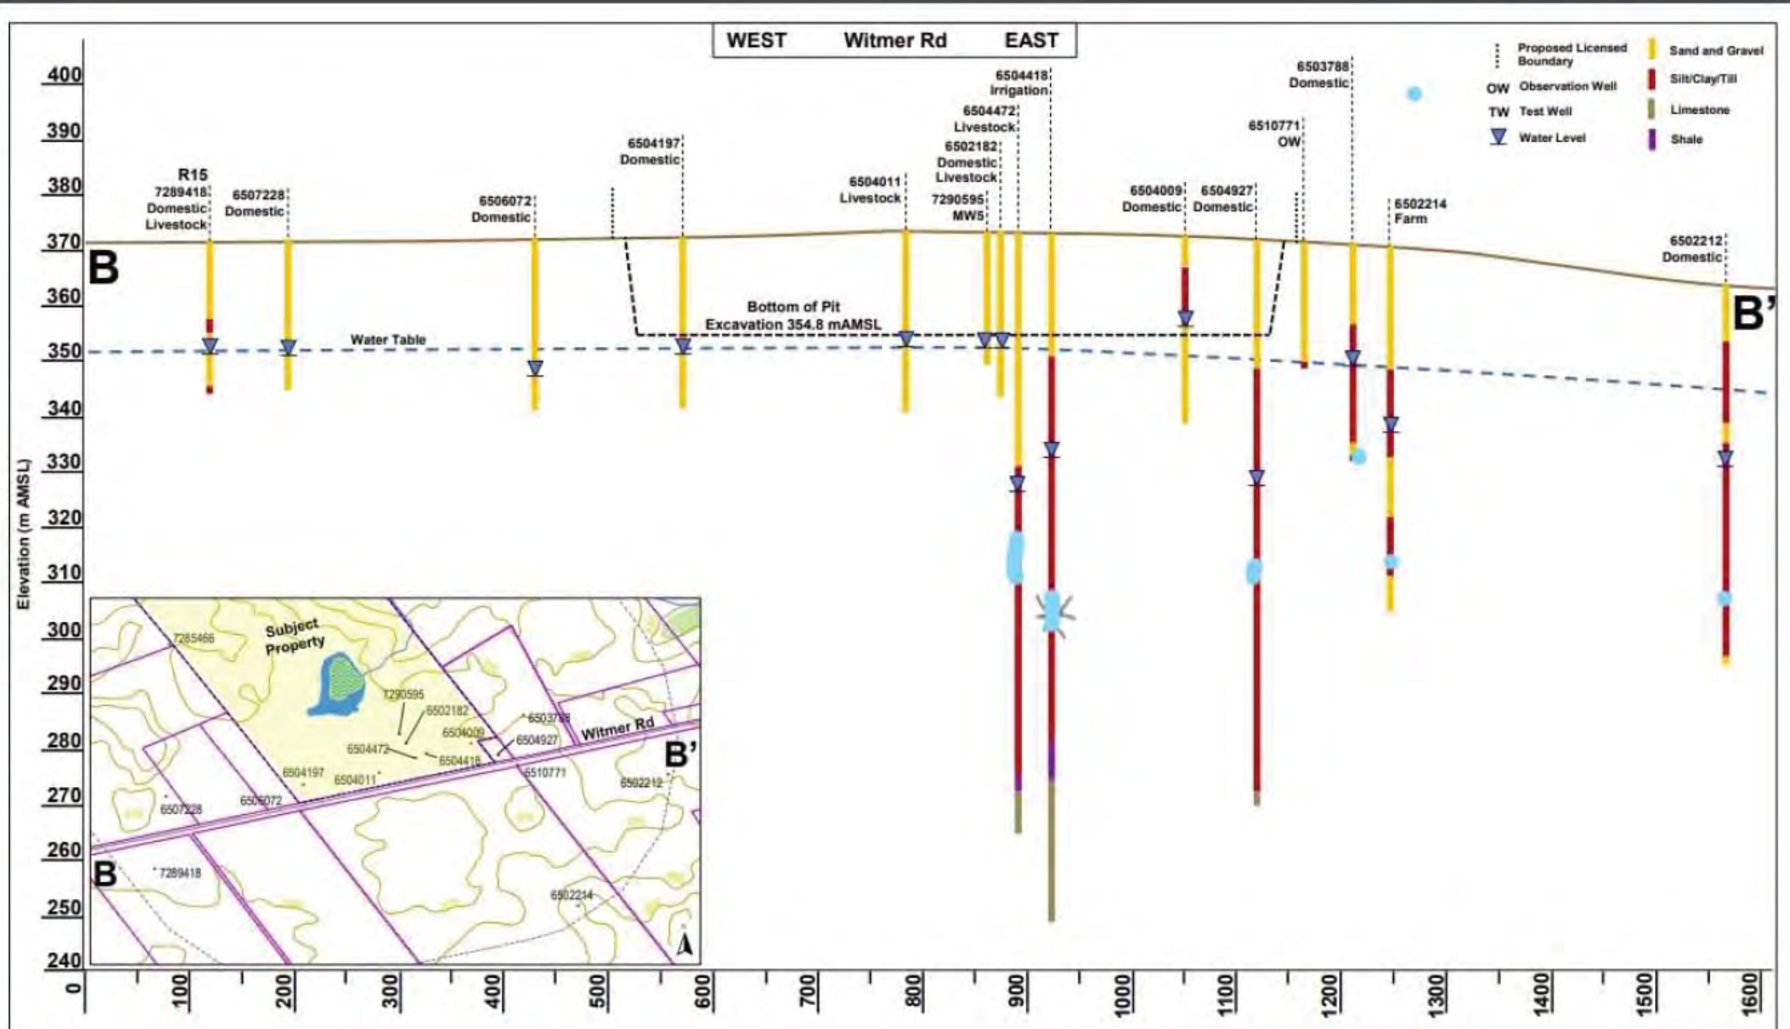 WEST Witmer Rd EAST
Proposed Licensed
Boundary
OW Observation Well
TW Test Well
Water Level
Sand and Gravel
Silt/Clay/Till
Limestone
Shale
Elevation (m AMSL)
400
390
380
370
360
350
340
330
320
310
300
290
280
270
260
250
240
R15
7289418
Domestic
Livestock
6507228
Domestic
6506072
Domestic
6504197
Domestic
6504011
Livestock
7290595
MW5
6502182
Domestic
Livestock
6504472
Livestock
6504418
Irrigation
6504009
Domestic
6504927
Domestic
6510771
OW
6503788
Domestic
6502214
Farm
6502212
Domestic
B
B’
Bottom of Pit
Excavation 354.8 mAMSL
Water Table
Subject
Property
7285466
7290595
6502182
6504009
6504472
6504418
6504197
6504011
6504927
Witmer Rd
B’
6510771
6502212
6507228
6506072
B
7289418
6502214
0 100 200 300 400 500 600 700 800 900 1000 1100 1200 1300 1400 1500 1600